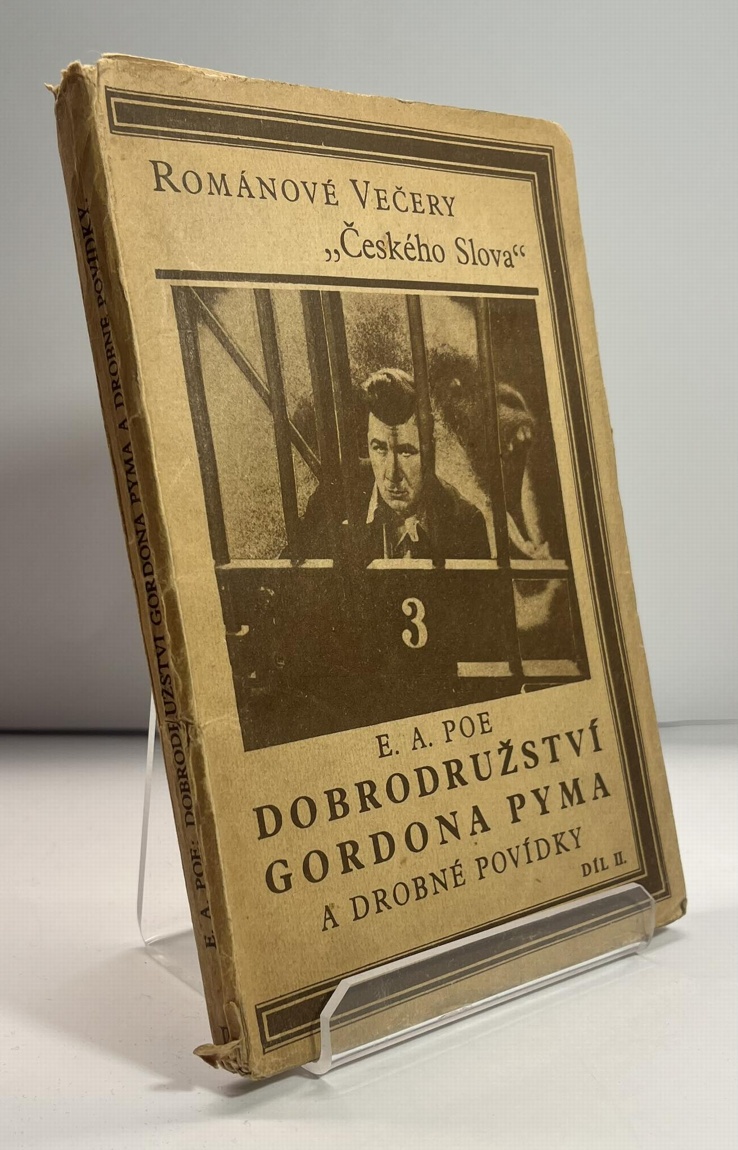 ROMÁNOVÉ VEČERY
„Českého Slova“
3
E. A. POE
DOBRODRUŽSTVÍ
GORDONA PYMA
A DROBNÉ POVÍDKY
DÍL II.
E. A. POE: DOBRODRUŽSTVÍ GORDONA PYMA A DROBNÉ POVÍDKY.